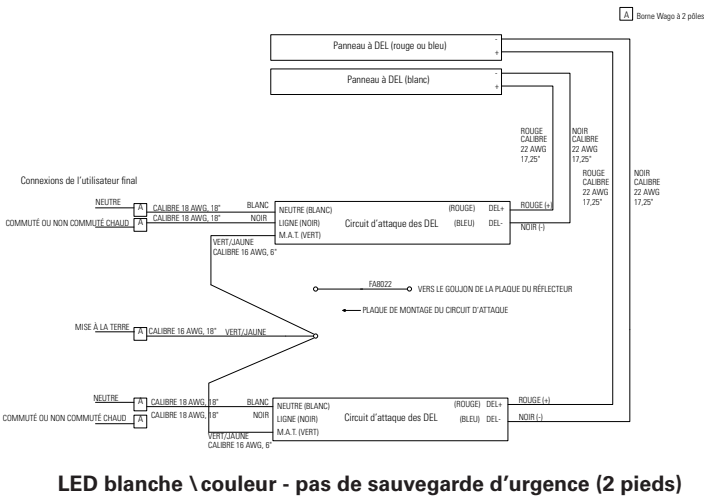 A Borne Wago à 2 pôles
Panneau à DEL (rouge ou bleu)
-
+
Panneau à DEL (blanc)
-
+
ROUGE
CALIBRE
22 AWG
17,25"
NOIR
CALIBRE
22 AWG
17,25"
ROUGE
CALIBRE
22 AWG
17,25"
NOIR
CALIBRE
22 AWG
17,25"
Connexions de l'utilisateur final
NEUTRE A CALIBRE 18 AWG, 18" BLANC
COMMUTÉ OU NON COMMUTÉ CHAUD A CALIBRE 18 AWG, 18" NOIR
NEUTRE (BLANC) (ROUGE) DEL+ ROUGE (+)
LIGNE (NOIR) Circuit d'attaque des DEL (BLEU) DEL- NOIR (-)
M.A.T. (VERT)
VERT/JAUNE
CALIBRE 16 AWG, 6"
FA8022 VERS LE GOUJON DE LA PLAQUE DU RÉFLECTEUR
PLAQUE DE MONTAGE DU CIRCUIT D'ATTAQUE
MISE À LA TERRE A CALIBRE 16 AWG, 18" VERT/JAUNE
NEUTRE A CALIBRE 18 AWG, 18" BLANC
COMMUTÉ OU NON COMMUTÉ CHAUD A CALIBRE 18 AWG, 18" NOIR
NEUTRE (BLANC) (ROUGE) DEL+ ROUGE (+)
LIGNE (NOIR) Circuit d'attaque des DEL (BLEU) DEL- NOIR (-)
M.A.T. (VERT)
VERT/JAUNE
CALIBRE 16 AWG, 6"
LED blanche \ couleur - pas de sauvegarde d'urgence (2 pieds)